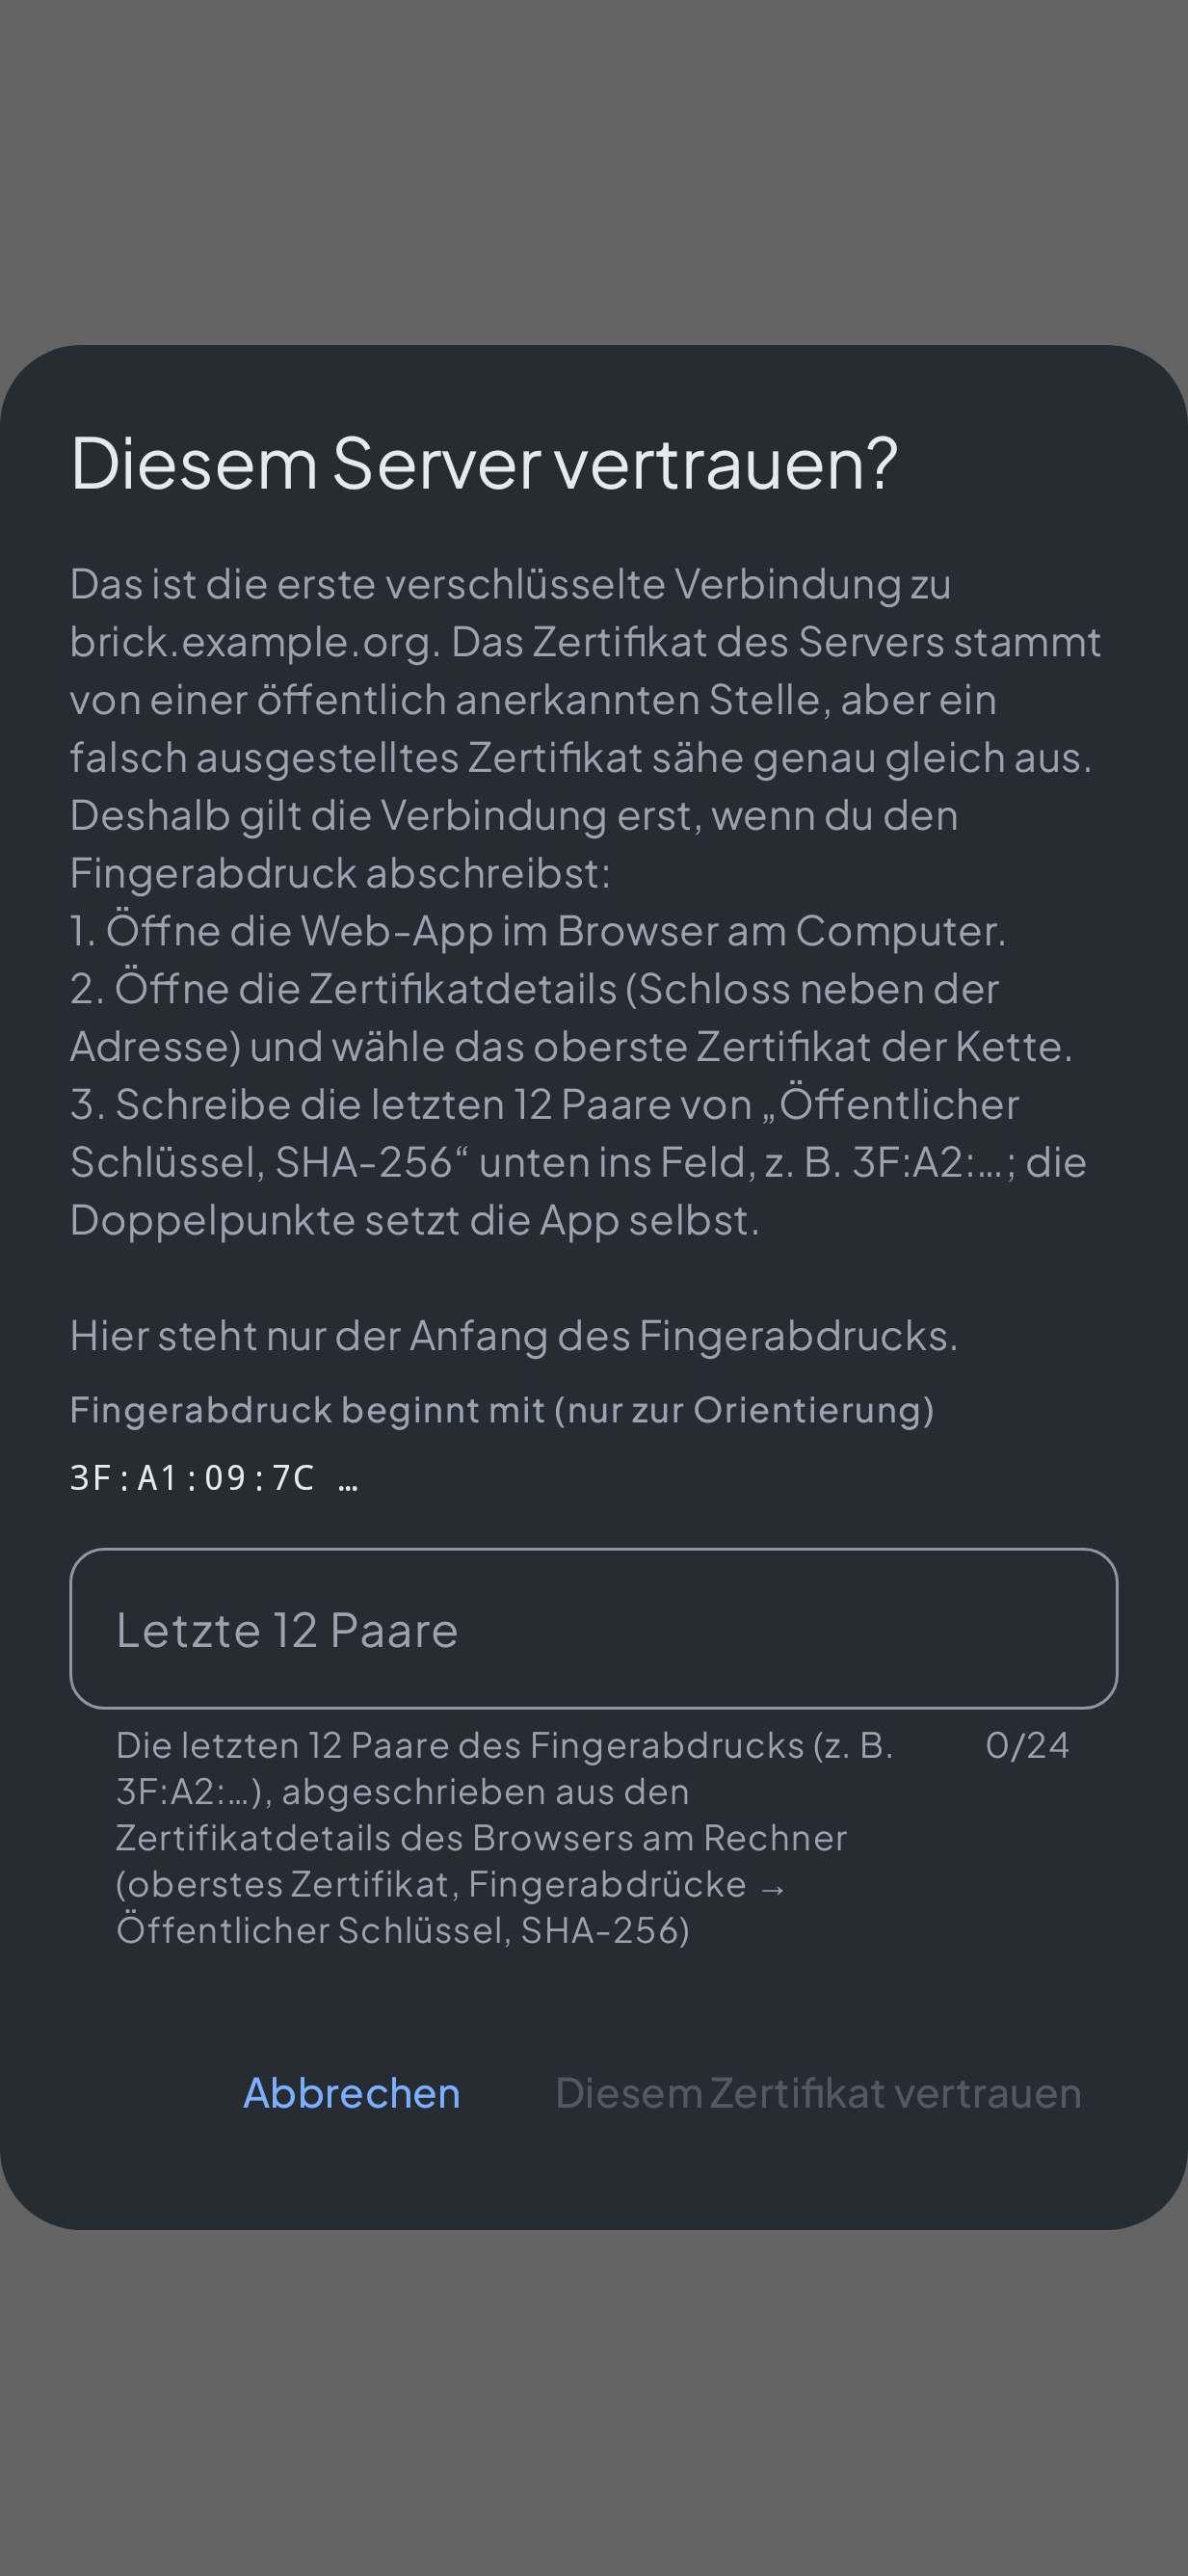 Diesem Server vertrauen?
Das ist die erste verschlüsselte Verbindung zu
brick.example.org. Das Zertifikat des Servers stammt
von einer öffentlich anerkannten Stelle, aber ein
falsch ausgestelltes Zertifikat sähe genau gleich aus.
Deshalb gilt die Verbindung erst, wenn du den
Fingerabdruck abschreibst:
1. Öffne die Web-App im Browser am Computer.
2. Öffne die Zertifikatdetails (Schloss neben der
Adresse) und wähle das oberste Zertifikat der Kette.
3. Schreibe die letzten 12 Paare von „Öffentlicher
Schlüssel, SHA-256“ unten ins Feld, z. B. 3F:A2:…; die
Doppelpunkte setzt die App selbst.
Hier steht nur der Anfang des Fingerabdrucks.
Fingerabdruck beginnt mit (nur zur Orientierung)
3F:A1:09:7C …
Letzte 12 Paare
Die letzten 12 Paare des Fingerabdrucks (z. B. 0/24
3F:A2:…), abgeschrieben aus den
Zertifikatdetails des Browsers am Rechner
(oberstes Zertifikat, Fingerabdrücke →
Öffentlicher Schlüssel, SHA-256)
Abbrechen Diesem Zertifikat vertrauen